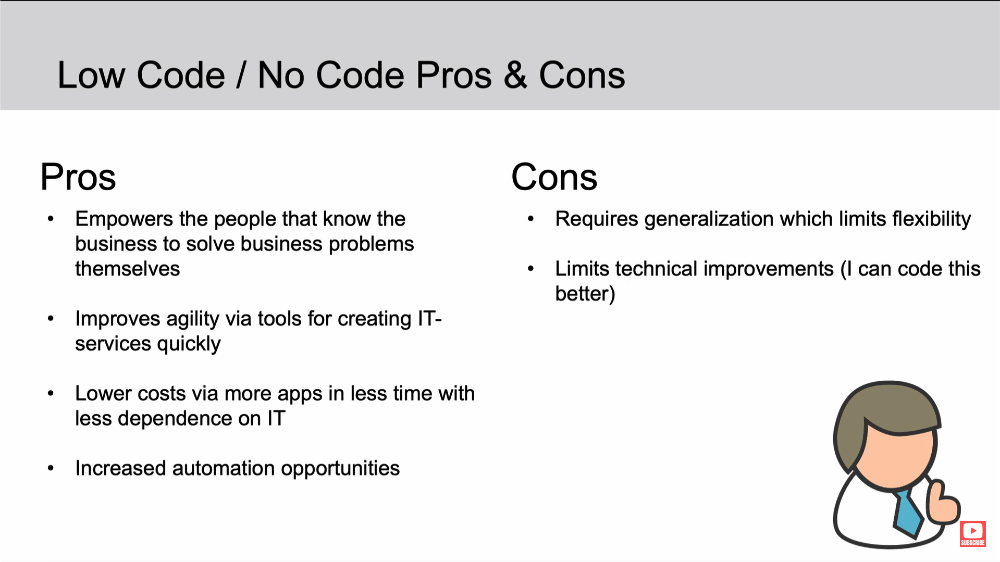 Low Code / No Code Pros & Cons
Pros
• Empowers the people that know the
business to solve business problems
themselves
• Improves agility via tools for creating IT-
services quickly
• Lower costs via more apps in less time with
less dependence on IT
• Increased automation opportunities
Cons
• Requires generalization which limits flexibility
• Limits technical improvements (I can code this
better)
SUBSCRIBE